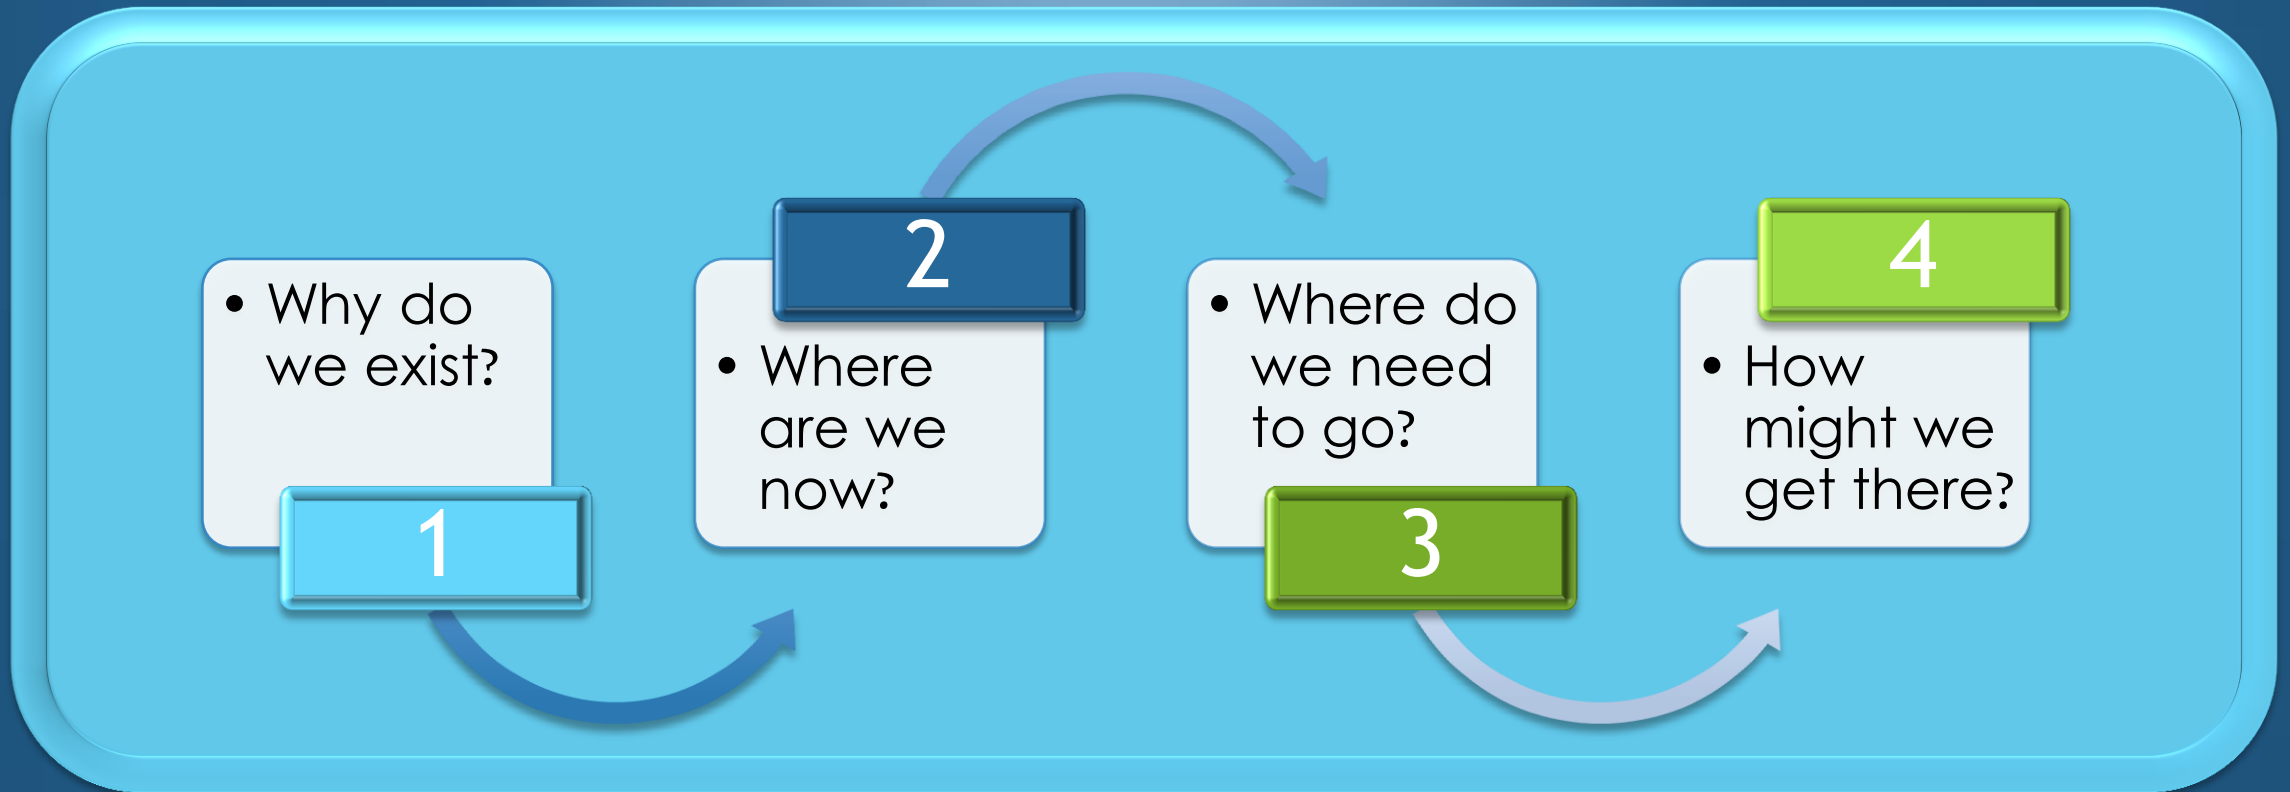 • Why do
we exist?
1
2
• Where
are we
now?
• Where do
we need
to go?
3
4
• How
might we
get there?